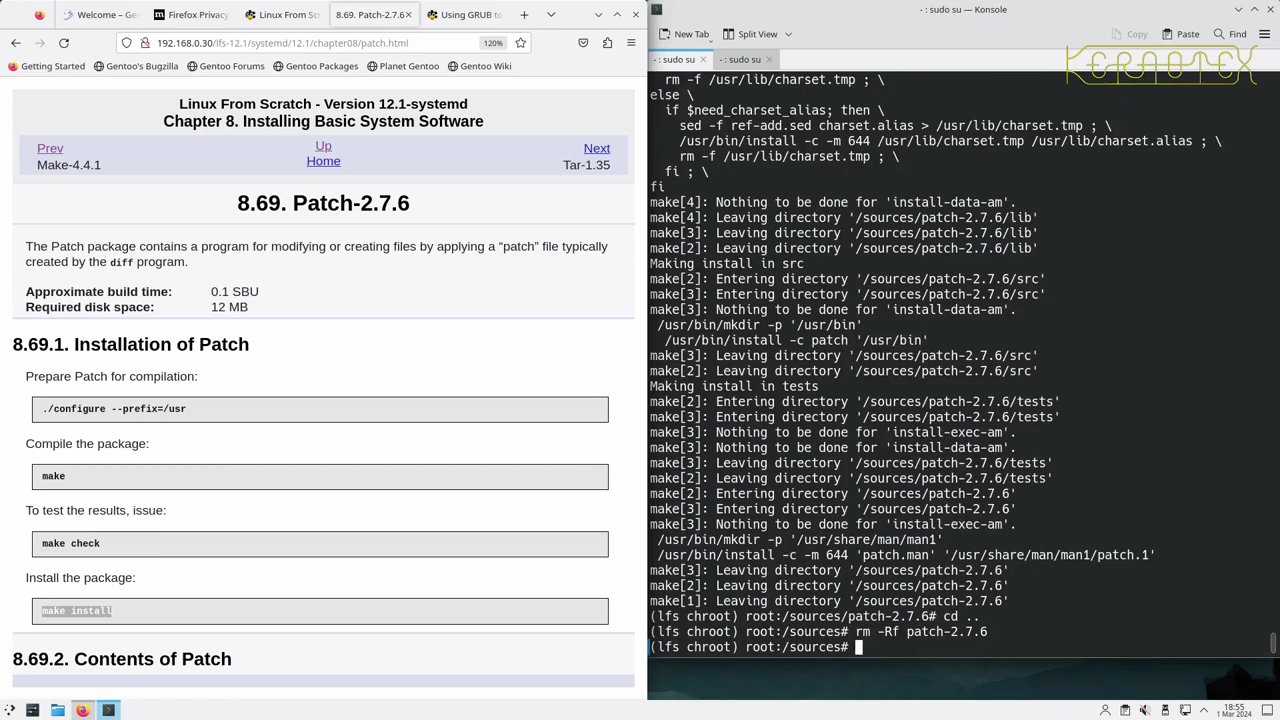 Welcome – Ge
Firefox Privacy
Linux From Scr
8.69. Patch-2.7.6
Using GRUB to
192.168.0.30/lfs-12.1/systemd/12.1/chapter08/patch.html
120%
Getting Started
Gentoo's Bugzilla
Gentoo Forums
Gentoo Packages
Planet Gentoo
Gentoo Wiki
Linux From Scratch - Version 12.1-systemd
Chapter 8. Installing Basic System Software
Prev
Up
Next
Make-4.4.1
Home
Tar-1.35
8.69. Patch-2.7.6
The Patch package contains a program for modifying or creating files by applying a “patch” file typically
created by the diff program.
Approximate build time: 0.1 SBU
Required disk space: 12 MB
8.69.1. Installation of Patch
Prepare Patch for compilation:
./configure --prefix=/usr
Compile the package:
make
To test the results, issue:
make check
Install the package:
make install
8.69.2. Contents of Patch
- : sudo su — Konsole
New Tab
Split View
Copy
Paste
Find
- : sudo su
- : sudo su
KERNOTEX
rm -f /usr/lib/charset.tmp ; \
else \
if $need_charset_alias; then \
sed -f ref-add.sed charset.alias > /usr/lib/charset.tmp ; \
/usr/bin/install -c -m 644 /usr/lib/charset.tmp /usr/lib/charset.alias ; \
rm -f /usr/lib/charset.tmp ; \
fi ; \
fi
make[4]: Nothing to be done for 'install-data-am'.
make[4]: Leaving directory '/sources/patch-2.7.6/lib'
make[3]: Leaving directory '/sources/patch-2.7.6/lib'
make[2]: Leaving directory '/sources/patch-2.7.6/lib'
Making install in src
make[2]: Entering directory '/sources/patch-2.7.6/src'
make[3]: Entering directory '/sources/patch-2.7.6/src'
make[3]: Nothing to be done for 'install-data-am'.
/usr/bin/mkdir -p '/usr/bin'
/usr/bin/install -c patch '/usr/bin'
make[3]: Leaving directory '/sources/patch-2.7.6/src'
make[2]: Leaving directory '/sources/patch-2.7.6/src'
Making install in tests
make[2]: Entering directory '/sources/patch-2.7.6/tests'
make[3]: Entering directory '/sources/patch-2.7.6/tests'
make[3]: Nothing to be done for 'install-exec-am'.
make[3]: Nothing to be done for 'install-data-am'.
make[3]: Leaving directory '/sources/patch-2.7.6/tests'
make[2]: Leaving directory '/sources/patch-2.7.6/tests'
make[2]: Entering directory '/sources/patch-2.7.6'
make[3]: Entering directory '/sources/patch-2.7.6'
make[3]: Nothing to be done for 'install-exec-am'.
/usr/bin/mkdir -p '/usr/share/man/man1'
/usr/bin/install -c -m 644 'patch.man' '/usr/share/man/man1/patch.1'
make[3]: Leaving directory '/sources/patch-2.7.6'
make[2]: Leaving directory '/sources/patch-2.7.6'
make[1]: Leaving directory '/sources/patch-2.7.6'
(lfs chroot) root:/sources/patch-2.7.6# cd ..
(lfs chroot) root:/sources# rm -Rf patch-2.7.6
(lfs chroot) root:/sources#
18:55
1 Mar 2024